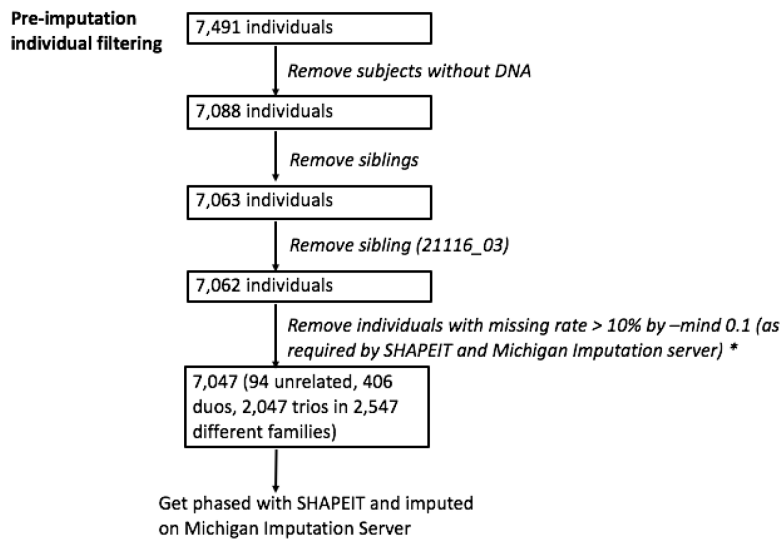 Pre-imputation
individual filtering
7,491 individuals
Remove subjects without DNA
7,088 individuals
Remove siblings
7,063 individuals
Remove sibling (21116_03)
7,062 individuals
Remove individuals with missing rate > 10% by –mind 0.1 (as
required by SHAPEIT and Michigan Imputation server) *
7,047 (94 unrelated, 406
duos, 2,047 trios in 2,547
different families)
Get phased with SHAPEIT and imputed
on Michigan Imputation Server